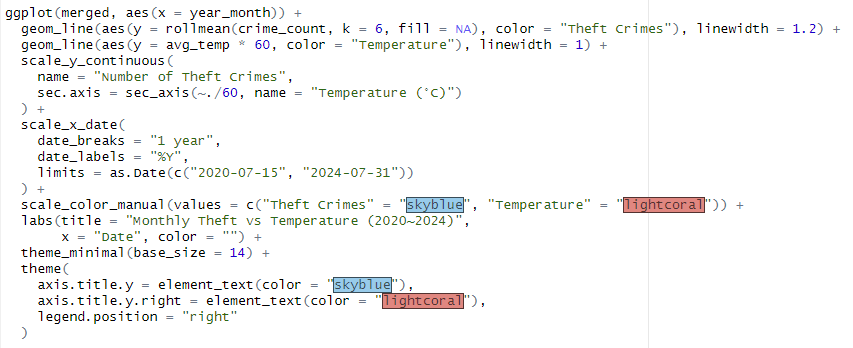 ggplot(merged, aes(x = year_month)) +
  geom_line(aes(y = rollmean(crime_count, k = 6, fill = NA), color = "Theft Crimes"), linewidth = 1.2) +
  geom_line(aes(y = avg_temp * 60, color = "Temperature"), linewidth = 1) +
  scale_y_continuous(
    name = "Number of Theft Crimes",
    sec.axis = sec_axis(~./60, name = "Temperature (°C)")
  ) +
  scale_x_date(
    date_breaks = "1 year",
    date_labels = "%Y",
    limits = as.Date(c("2020-07-15", "2024-07-31"))
  ) +
  scale_color_manual(values = c("Theft Crimes" = "skyblue", "Temperature" = "lightcoral")) +
  labs(title = "Monthly Theft vs Temperature (2020~2024)",
       x = "Date", color = "") +
  theme_minimal(base_size = 14) +
  theme(
    axis.title.y = element_text(color = "skyblue"),
    axis.title.y.right = element_text(color = "lightcoral"),
    legend.position = "right"
  )